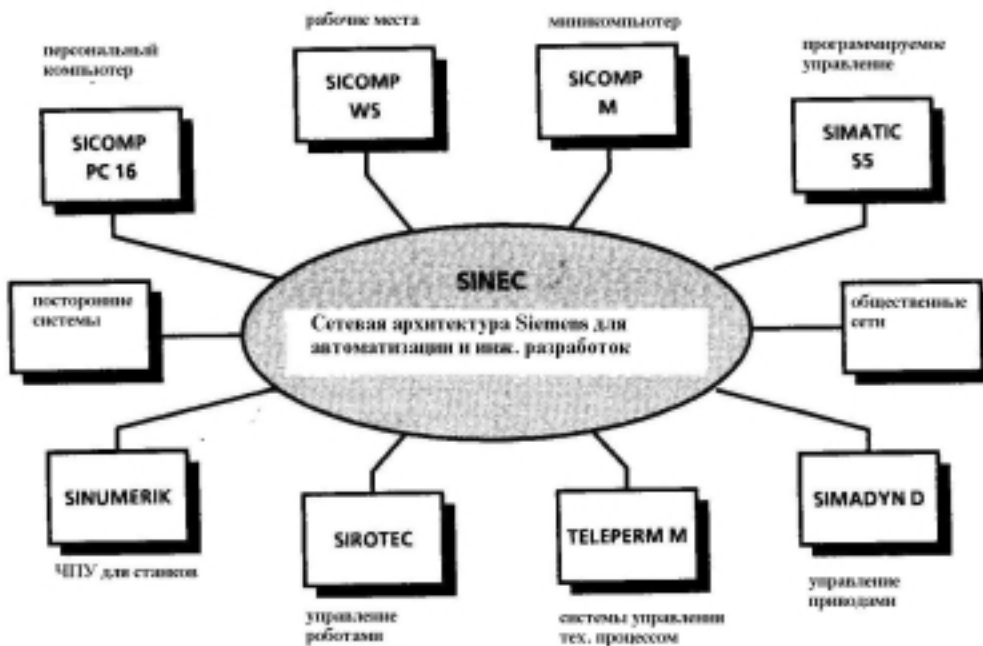 рабочие места
миникомпьютер
персональный
компьютер
программируемое
управление
SICOMP
WS
SICOMP
M
SICOMP
PC 16
SIMATIC
S5
SINEC
посторонние
системы
Сетевая архитектура Siemens для
автоматизации и инж. разработок
общественные
сети
SINUMERIK
SIROTEC
TELEPERM M
SIMADYN D
ЧПУ для станков
управление
роботами
системы управления
тех. процессом
управление
приводами